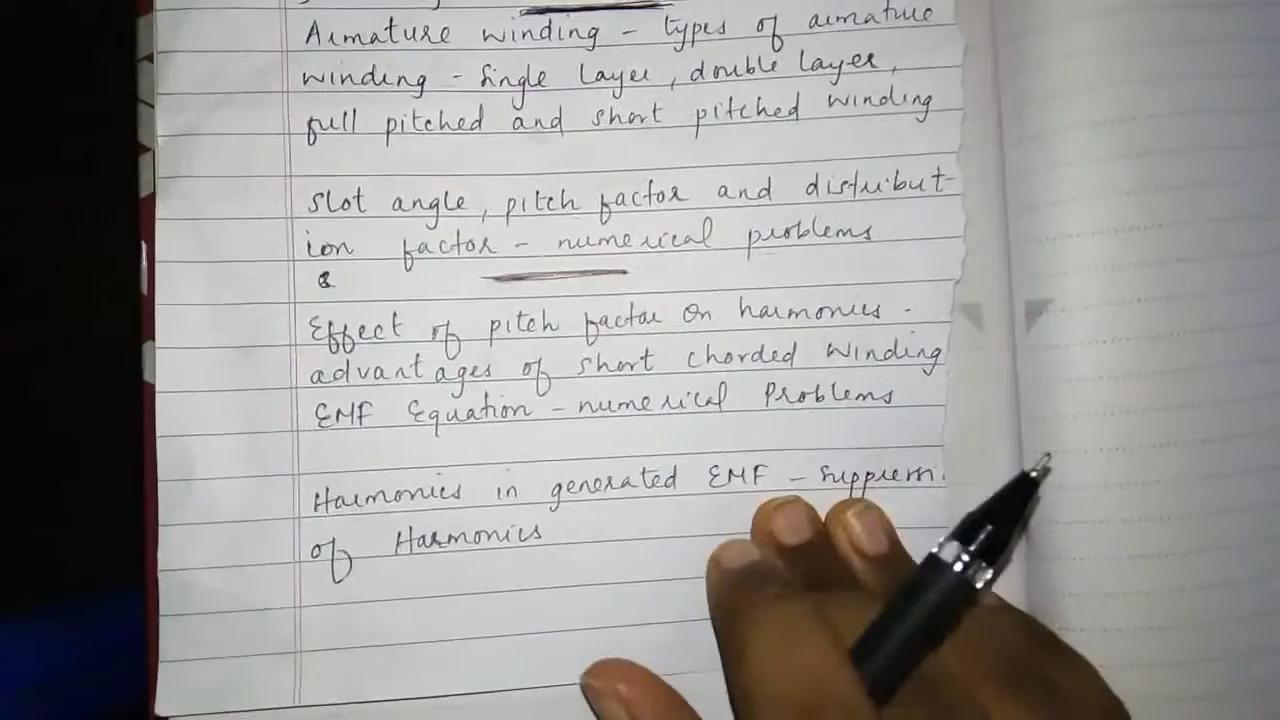 Armature winding - types of armature
winding - Single layer, double layer,
full pitched and short pitched winding
Slot angle, pitch factor and distribut-
ion factor - numerical problems
&
Effect of pitch factor on harmonics -
advantages of short chorded winding
EMF Equation - numerical Problems
Harmonics in generated EMF -
of Harmonics